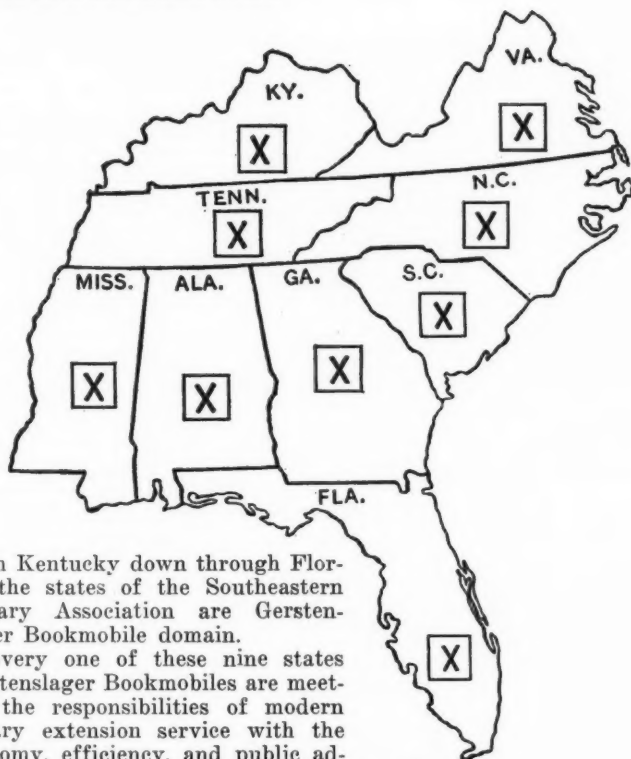 VA.
KY.
X
X
N.C.
TENN.
X
X
MISS.
ALA.
GA.
S.C.
X
X
X
X
FLA.
n Kentucky down through Flor-
the states of the Southeastern
ary Association are Gersten-
er Bookmobile domain.
very one of these nine states
tenslager Bookmobiles are meet-
the responsibilities of modern
ary extension service with the
omy, efficiency, and public ad-
X